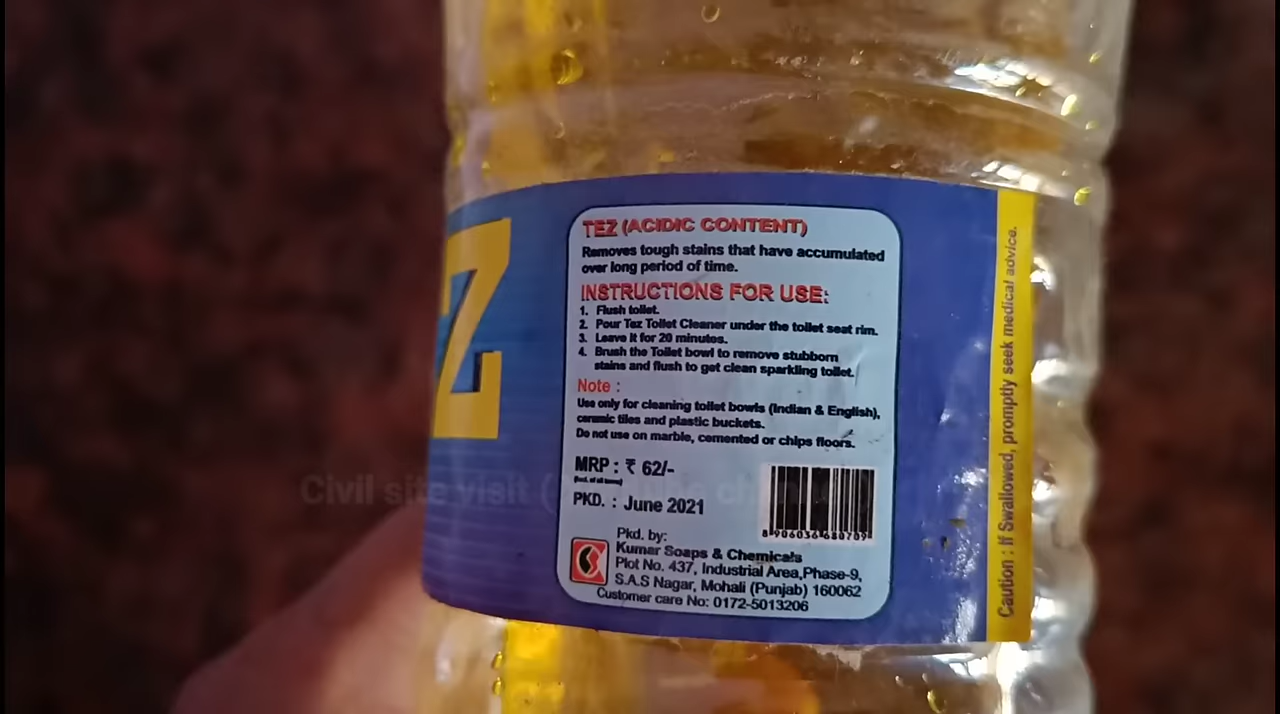 Z
TEZ (ACIDIC CONTENT)
Removes tough stains that have accumulated
over long period of time.
INSTRUCTIONS FOR USE:
1. Flush toilet.
2. Pour Tez Toilet Cleaner under the toilet seat rim.
3. Leave it for 20 minutes.
4. Brush the Toilet bowl to remove stubborn
stains and flush to get clean sparkling toilet.
Note :
Use only for cleaning toilet bowls (Indian & English),
ceramic tiles and plastic buckets.
Do not use on marble, cemented or chips floors.
MRP : ₹ 62/-
(Incl. of all taxes)
PKD. : June 2021
8 906036 680709
Pkd. by:
Kumar Soaps & Chemicals
Plot No. 437, Industrial Area,Phase-9,
S.A.S Nagar, Mohali (Punjab) 160062
Customer care No: 0172-5013206
Caution : If Swallowed, promptly seek medical advice.
Civil site visit (